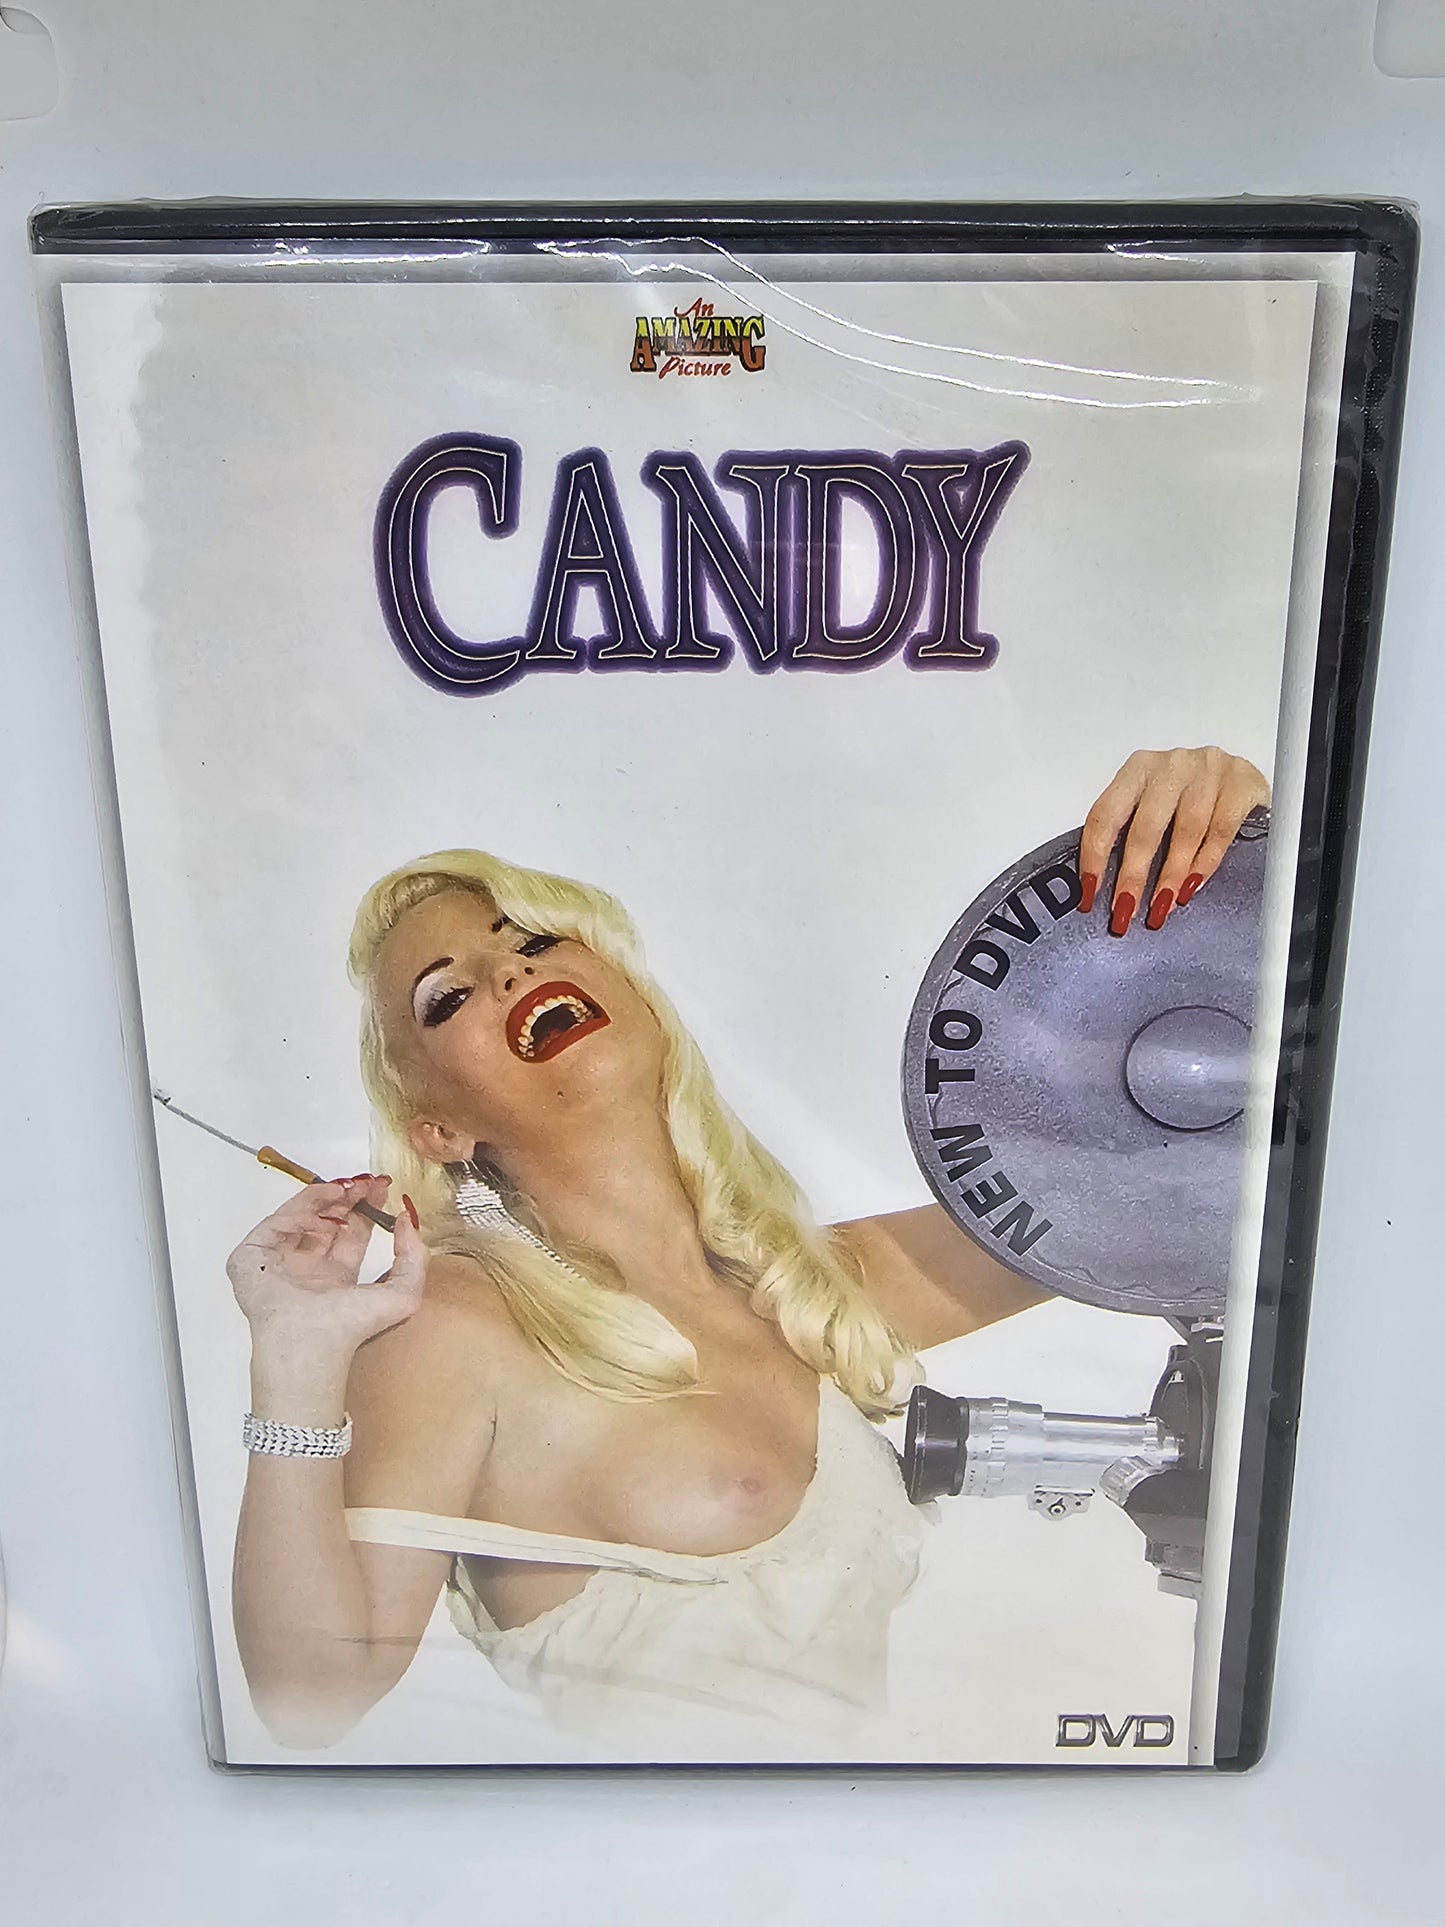 An
AMAZING
Picture
CANDY
NEW TO DVD
DVD